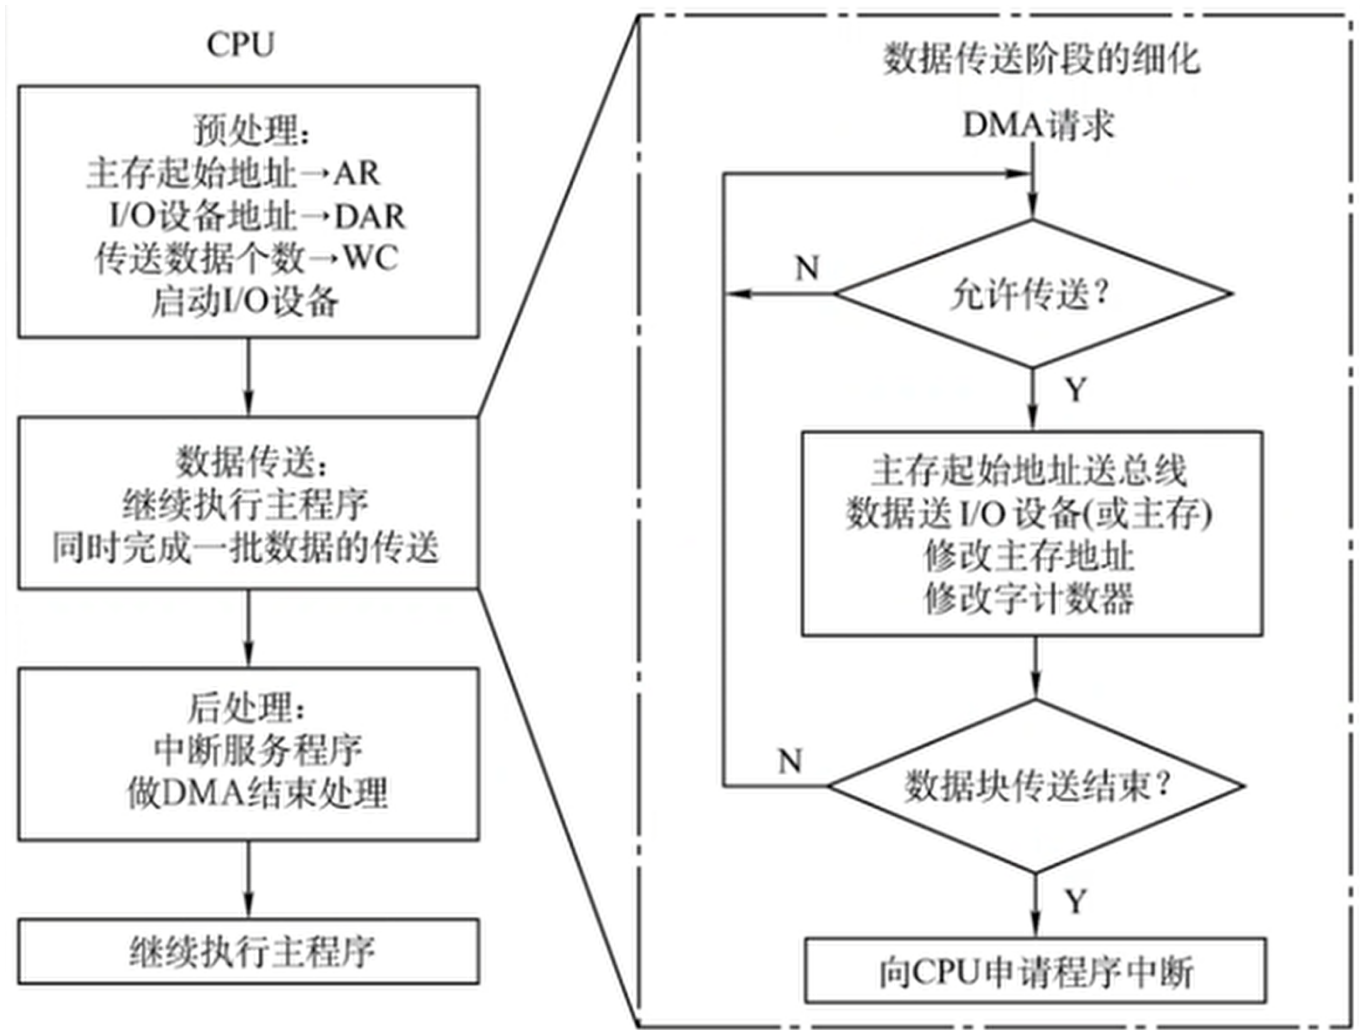 CPU
预处理：
主存起始地址→AR
I/O设备地址→DAR
传送数据个数→WC
启动I/O设备
数据传送：
继续执行主程序
同时完成一批数据的传送
后处理：
中断服务程序
做DMA结束处理
继续执行主程序
数据传送阶段的细化
DMA请求
允许传送？
N
Y
主存起始地址送总线
数据送 I/O 设备(或主存)
修改主存地址
修改字计数器
数据块传送结束？
N
Y
向CPU申请程序中断